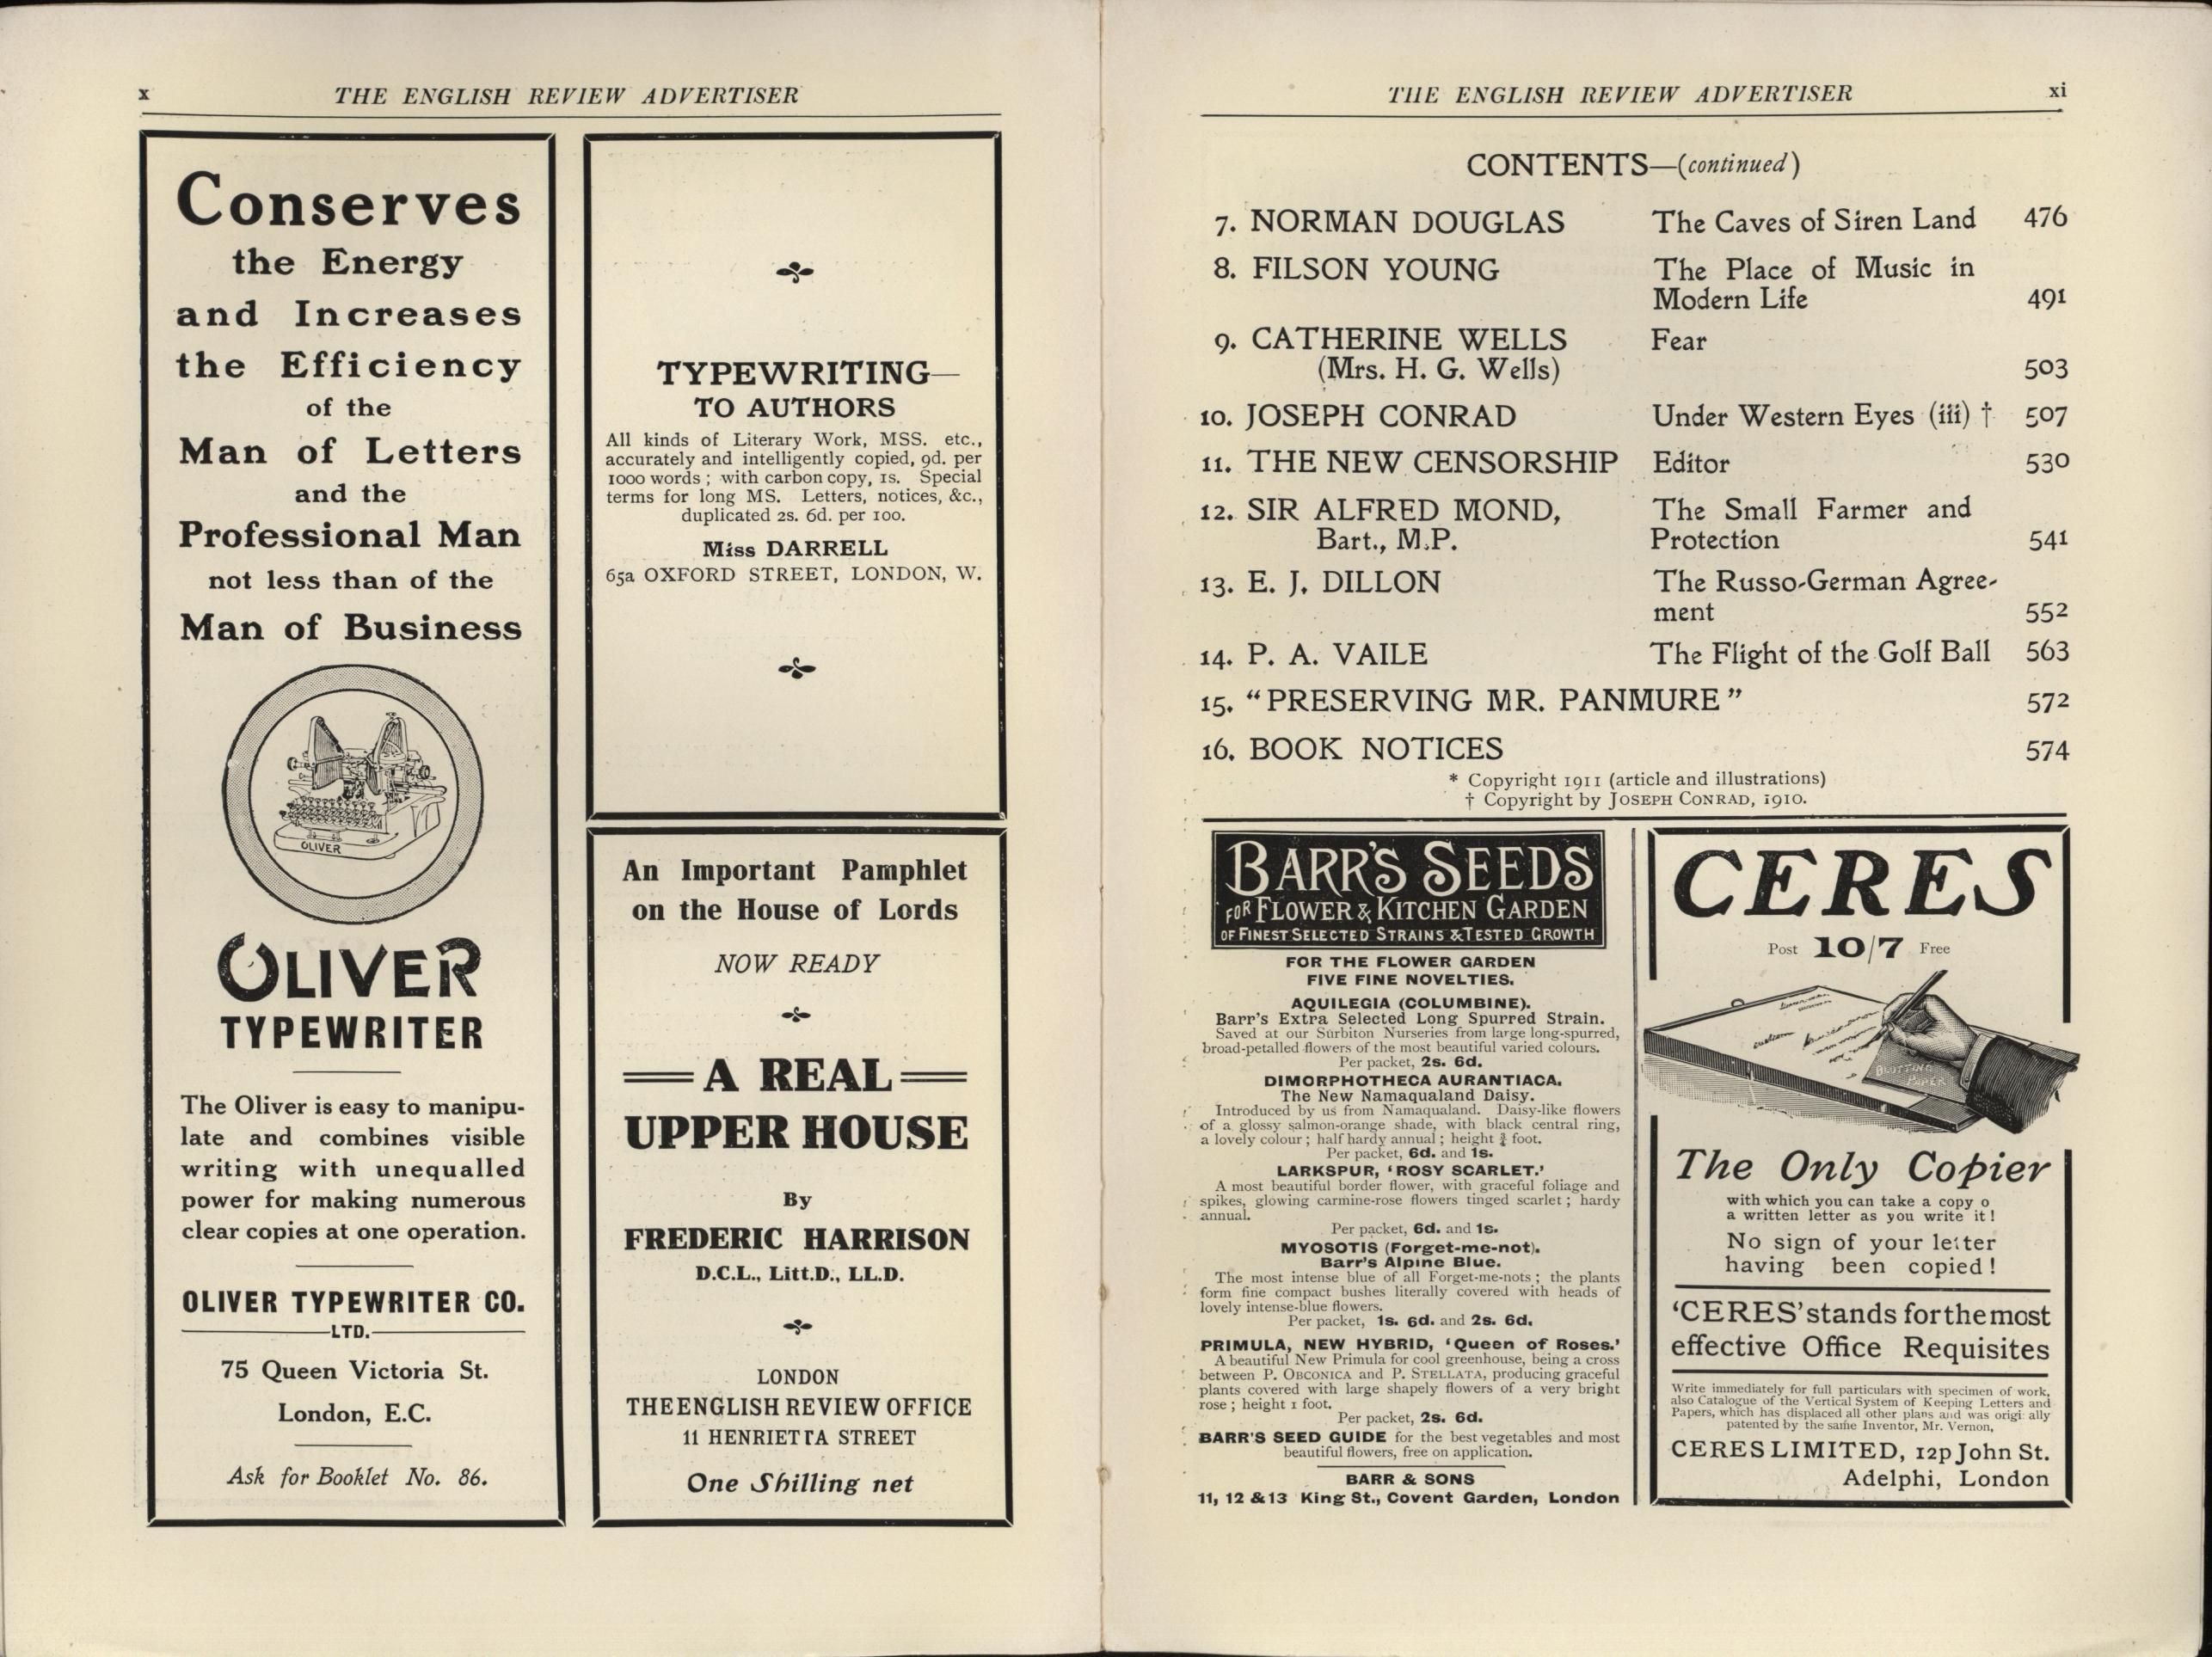 x
THE ENGLISH REVIEW ADVERTISER
Conserves
the Energy
and Increases
the Efficiency
of the
Man of Letters
and the
Professional Man
not less than of the
Man of Business
OLIVER
OLIVER
TYPEWRITER
The Oliver is easy to manipu-
late and combines visible
writing with unequalled
power for making numerous
clear copies at one operation.
OLIVER TYPEWRITER CO.
LTD.
75 Queen Victoria St.
London, E.C.
Ask for Booklet No. 86.
TYPEWRITING—
TO AUTHORS
All kinds of Literary Work, MSS. etc.,
accurately and intelligently copied, 9d. per
1000 words; with carbon copy, 1s. Special
terms for long MS. Letters, notices, &c.,
duplicated 2s. 6d. per 100.
Miss DARRELL
65a OXFORD STREET, LONDON, W.
An Important Pamphlet
on the House of Lords
NOW READY
A REAL
UPPER HOUSE
By
FREDERIC HARRISON
D.C.L., Litt.D., LL.D.
LONDON
THE ENGLISH REVIEW OFFICE
11 HENRIETTA STREET
One Shilling net
THE ENGLISH REVIEW ADVERTISER
xi
CONTENTS—(continued)
7. NORMAN DOUGLAS The Caves of Siren Land 476
8. FILSON YOUNG The Place of Music in
Modern Life 491
9. CATHERINE WELLS Fear
(Mrs. H. G. Wells) 503
10. JOSEPH CONRAD Under Western Eyes (iii) † 507
11. THE NEW CENSORSHIP Editor 530
12. SIR ALFRED MOND, The Small Farmer and
Bart., M.P. Protection 541
13. E. J. DILLON The Russo-German Agree-
ment 552
14. P. A. VAILE The Flight of the Golf Ball 563
15. "PRESERVING MR. PANMURE" 572
16. BOOK NOTICES 574
* Copyright 1911 (article and illustrations)
† Copyright by JOSEPH CONRAD, 1910.
BARR'S SEEDS
FOR FLOWER & KITCHEN GARDEN
OF FINEST SELECTED STRAINS & TESTED GROWTH
FOR THE FLOWER GARDEN
FIVE FINE NOVELTIES.
AQUILEGIA (COLUMBINE).
Barr's Extra Selected Long Spurred Strain.
Saved at our Surbiton Nurseries from large long-spurred,
broad-petalled flowers of the most beautiful varied colours.
Per packet, 2s. 6d.
DIMORPHOTHECA AURANTIACA.
The New Namaqualand Daisy.
Introduced by us from Namaqualand. Daisy-like flowers
of a glossy salmon-orange shade, with black central ring,
a lovely colour; half hardy annual; height ¾ foot.
Per packet, 6d. and 1s.
LARKSPUR, 'ROSY SCARLET.'
A most beautiful border flower, with graceful foliage and
spikes, glowing carmine-rose flowers tinged scarlet; hardy
annual.
Per packet, 6d. and 1s.
MYOSOTIS (Forget-me-not).
Barr's Alpine Blue.
The most intense blue of all Forget-me-nots; the plants
form fine compact bushes literally covered with heads of
lovely intense-blue flowers.
Per packet, 1s. 6d. and 2s. 6d.
PRIMULA, NEW HYBRID, 'Queen of Roses.'
A beautiful New Primula for cool greenhouse, being a cross
between P. OBCONICA and P. STELLATA, producing graceful
plants covered with large shapely flowers of a very bright
rose; height 1 foot.
Per packet, 2s. 6d.
BARR'S SEED GUIDE for the best vegetables and most
beautiful flowers, free on application.
BARR & SONS
11, 12 & 13 King St., Covent Garden, London
CERES
Post 10/7 Free
BLOTTING
PAPER
The Only Copier
with which you can take a copy o
a written letter as you write it!
No sign of your letter
having been copied!
'CERES' stands for the most
effective Office Requisites
Write immediately for full particulars with specimen of work,
also Catalogue of the Vertical System of Keeping Letters and
Papers, which has displaced all other plans and was origi ally
patented by the same Inventor, Mr. Vernon,
CERES LIMITED, 12p John St.
Adelphi, London